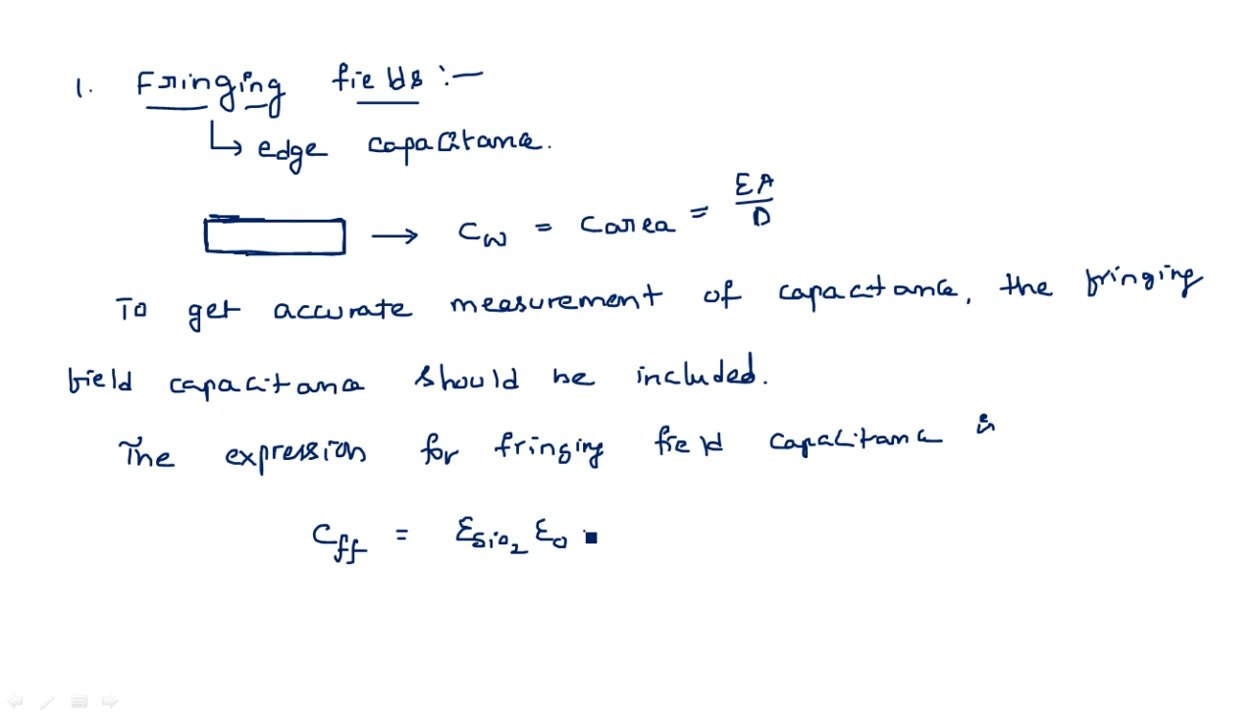 1. Fringing fields :-
↳ edge capacitance.
→ Cw = Carea = EA/D
To get accurate measurement of capacitance, the fringing
field capacitance should be included.
The expression for fringing field capacitance is
Cff = εsio₂ ε₀